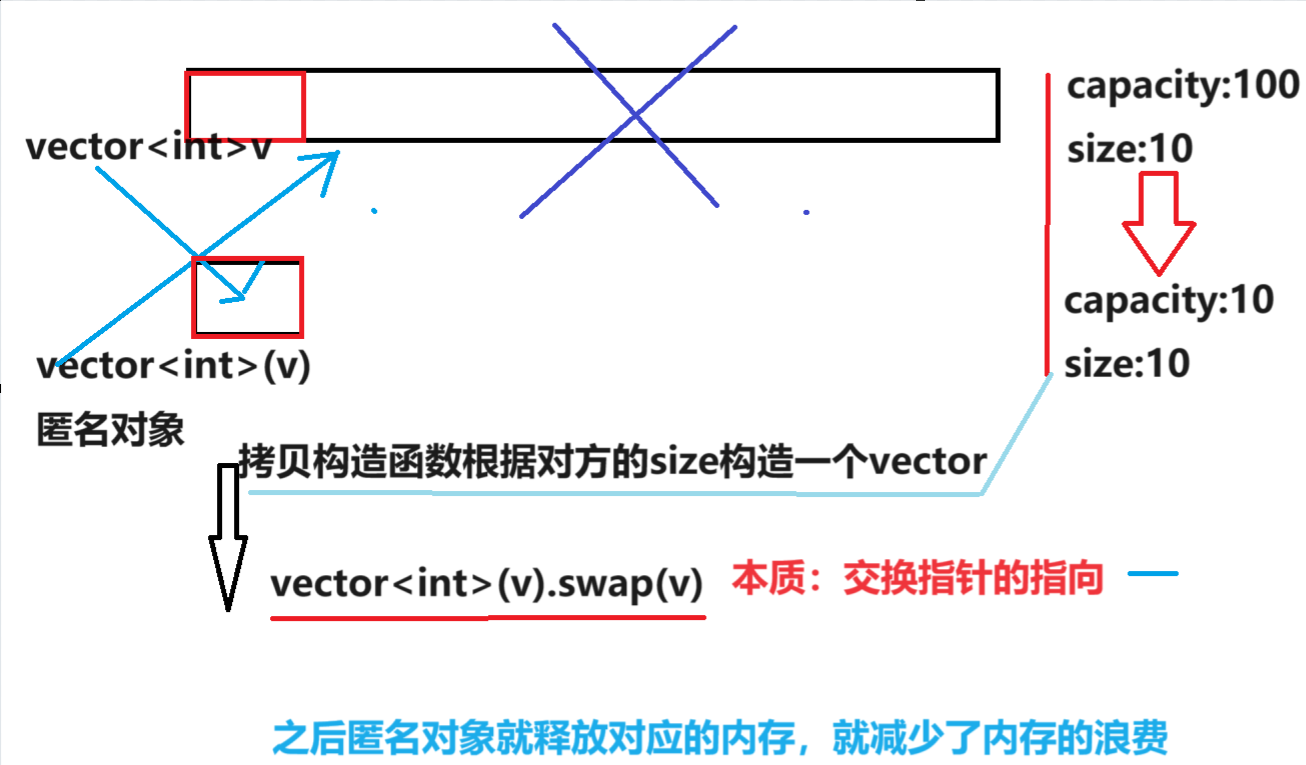 capacity:100
vector<int>v
size:10
capacity:10
vector<int>(v)
size:10
匿名对象
拷贝构造函数根据对方的size构造一个vector
vector<int>(v).swap(v) 本质：交换指针的指向
之后匿名对象就释放对应的内存，就减少了内存的浪费